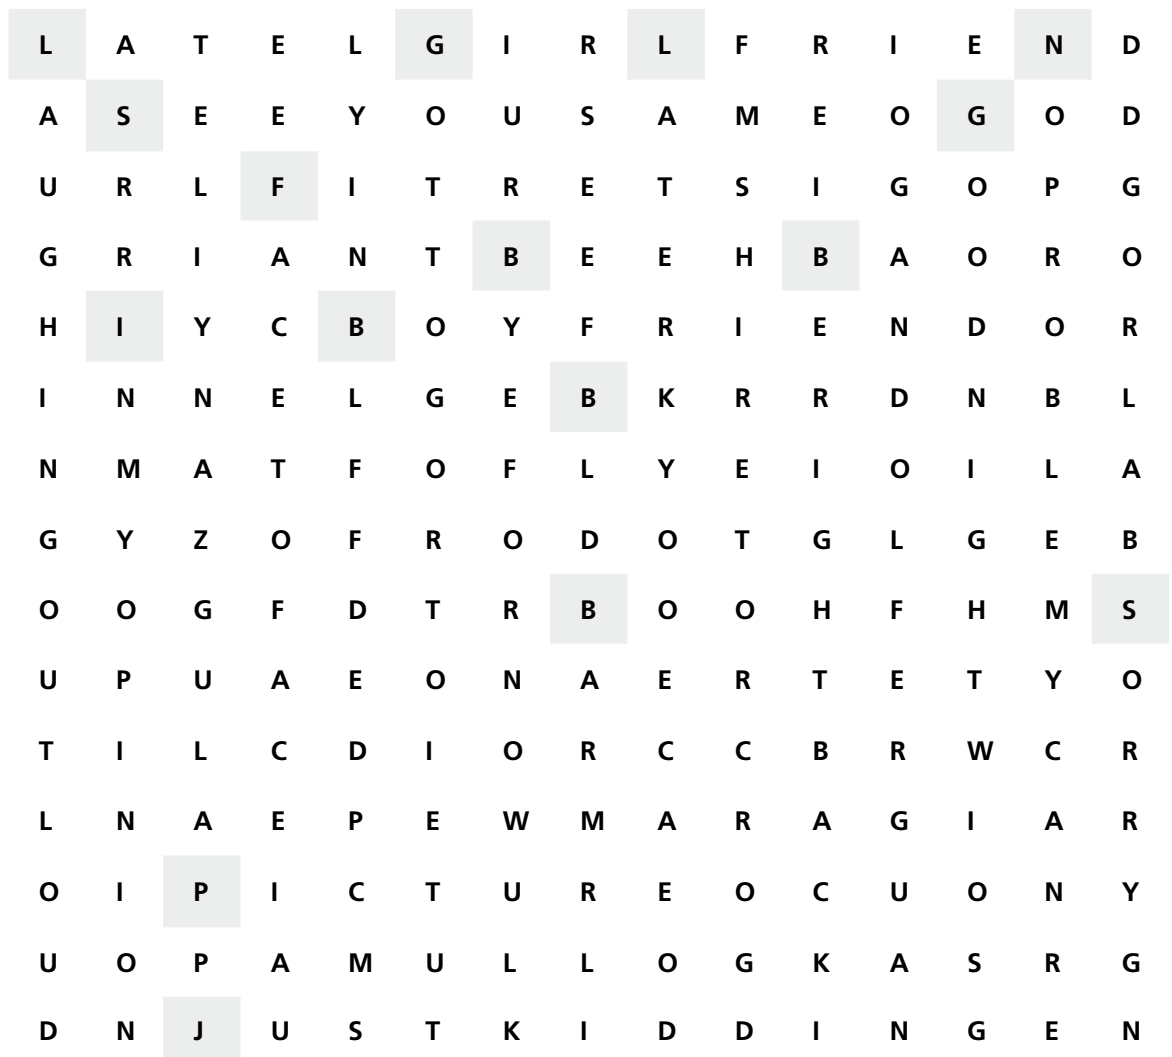 L A T E L G I R L F R I E N D
A S E E Y O U S A M E O G O D
U R L F I T R E T S I G O P G
G R I A N T B E E H B A O R O
H I Y C B O Y F R I E N D O R
I N N E L G E B K R R D N B L
N M A T F O F L Y E I O I L A
G Y Z O F R O D O T G L G E B
O O G F D T R B O O H F H M S
U P U A E O N A E R T E T Y O
T I L C D I O R C C B R W C R
L N A E P E W M A R A G I A R
O I P I C T U R E O C U O N Y
U O P A M U L L O G K A S R G
D N J U S T K I D D I N G E N